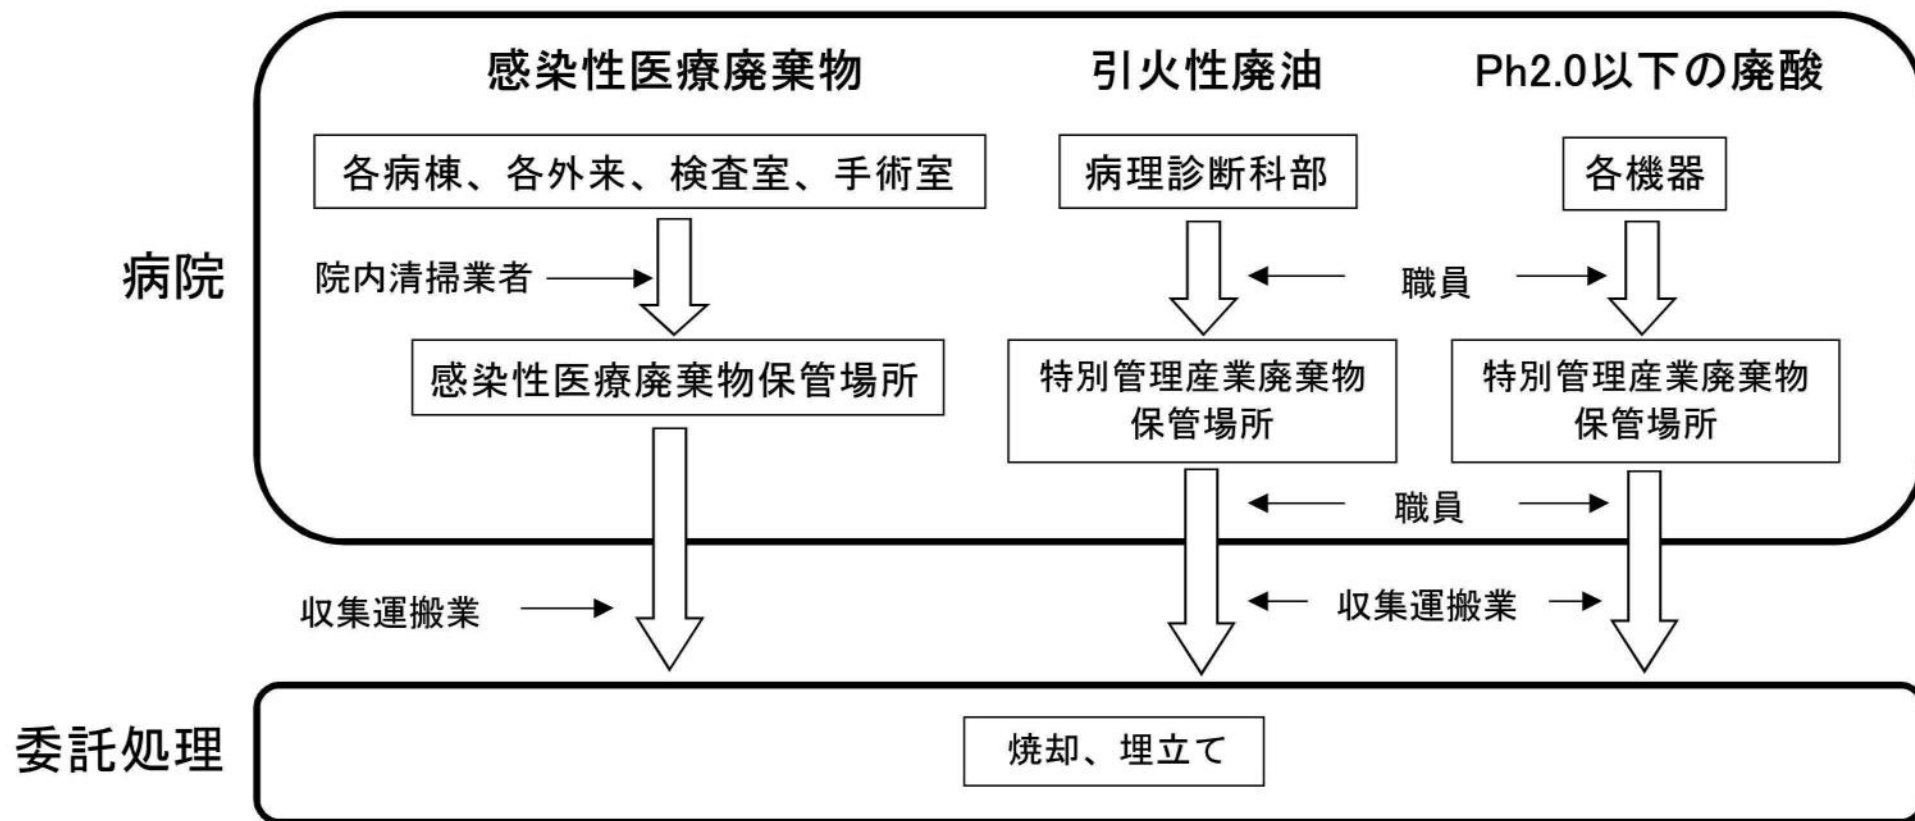 感染性医療廃棄物
引火性廃油
Ph2.0以下の廃酸
各病棟、各外来、検査室、手術室
病理診断科部
各機器
病院
院内清掃業者
職員
感染性医療廃棄物保管場所
特別管理産業廃棄物
保管場所
特別管理産業廃棄物
保管場所
職員
収集運搬業
収集運搬業
委託処理
焼却、埋立て